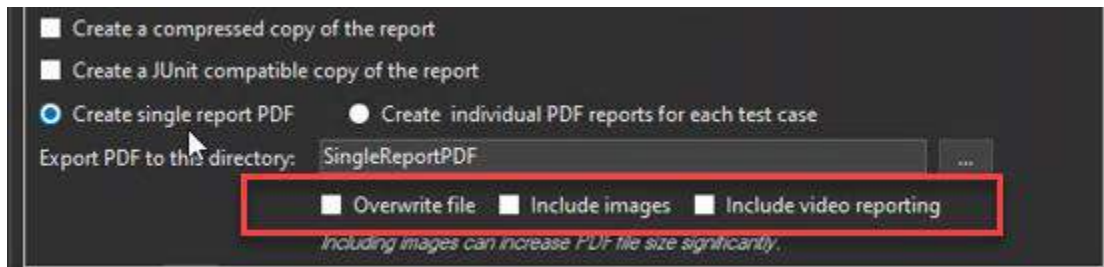 Create a compressed copy of the report
Create a JUnit compatible copy of the report
Create single report PDF Create individual PDF reports for each test case
Export PDF to this directory: SingleReportPDF ...
Overwrite file Include images Include video reporting
Including images can increase PDF file size significantly.